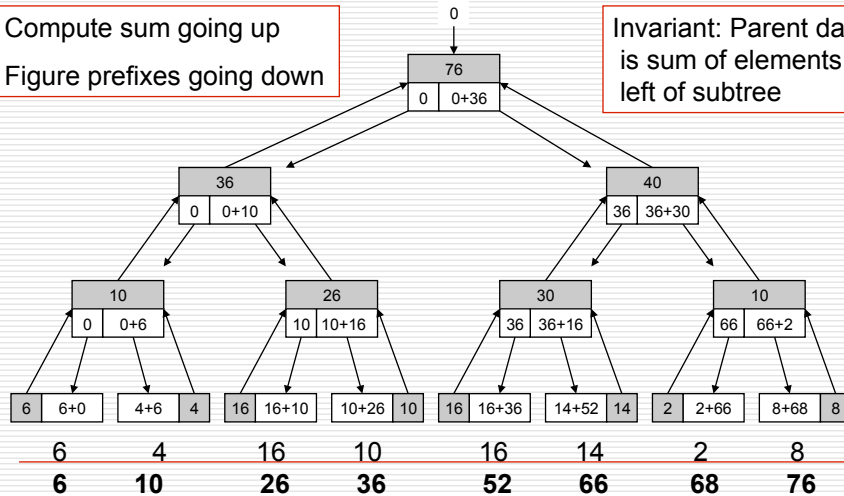 Compute sum going up
Figure prefixes going down
0
Invariant: Parent da
is sum of elements
left of subtree
76
0 0+36
36 40
0 0+10 36 36+30
10 26 30 10
0 0+6 10 10+16 36 36+16 66 66+2
6 6+0 4+6 4 16 16+10 10+26 10 16 16+36 14+52 14 2 2+66 8+68 8
6 4 16 10 16 14 2 8
6 10 26 36 52 66 68 76